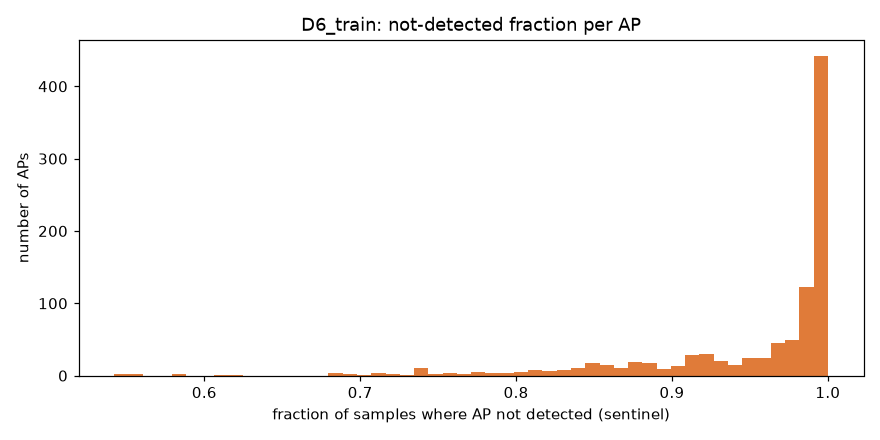 D6_train: not-detected fraction per AP
number of APs
400
300
200
100
0
0.6 0.7 0.8 0.9 1.0
fraction of samples where AP not detected (sentinel)